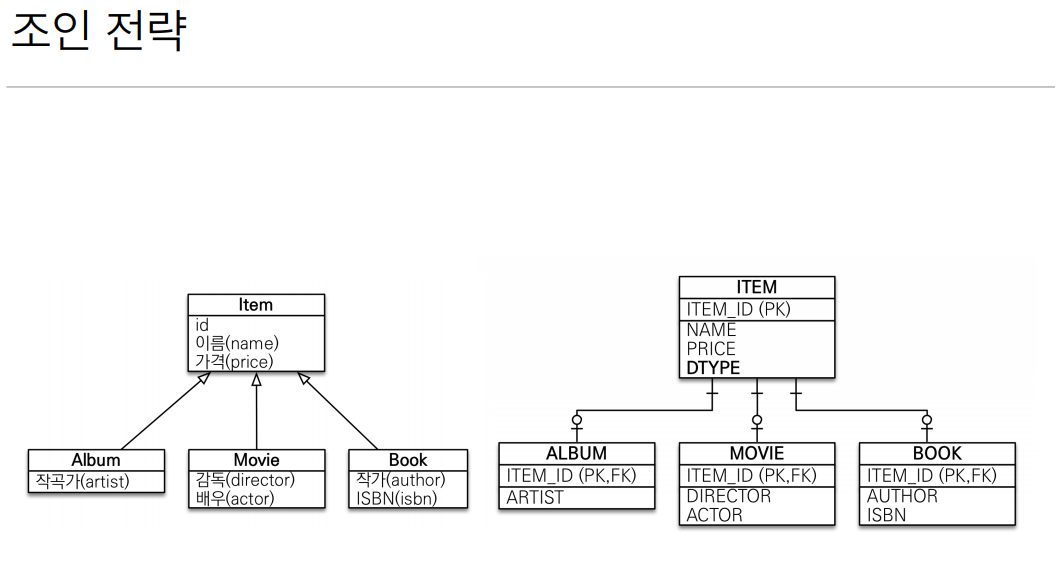 조인 전략
Item
id
이름(name)
가격(price)
Album
작곡가(artist)
Movie
감독(director)
배우(actor)
Book
작가(author)
ISBN(isbn)
ITEM
ITEM_ID (PK)
NAME
PRICE
DTYPE
ALBUM
ITEM_ID (PK,FK)
ARTIST
MOVIE
ITEM_ID (PK,FK)
DIRECTOR
ACTOR
BOOK
ITEM_ID (PK,FK)
AUTHOR
ISBN